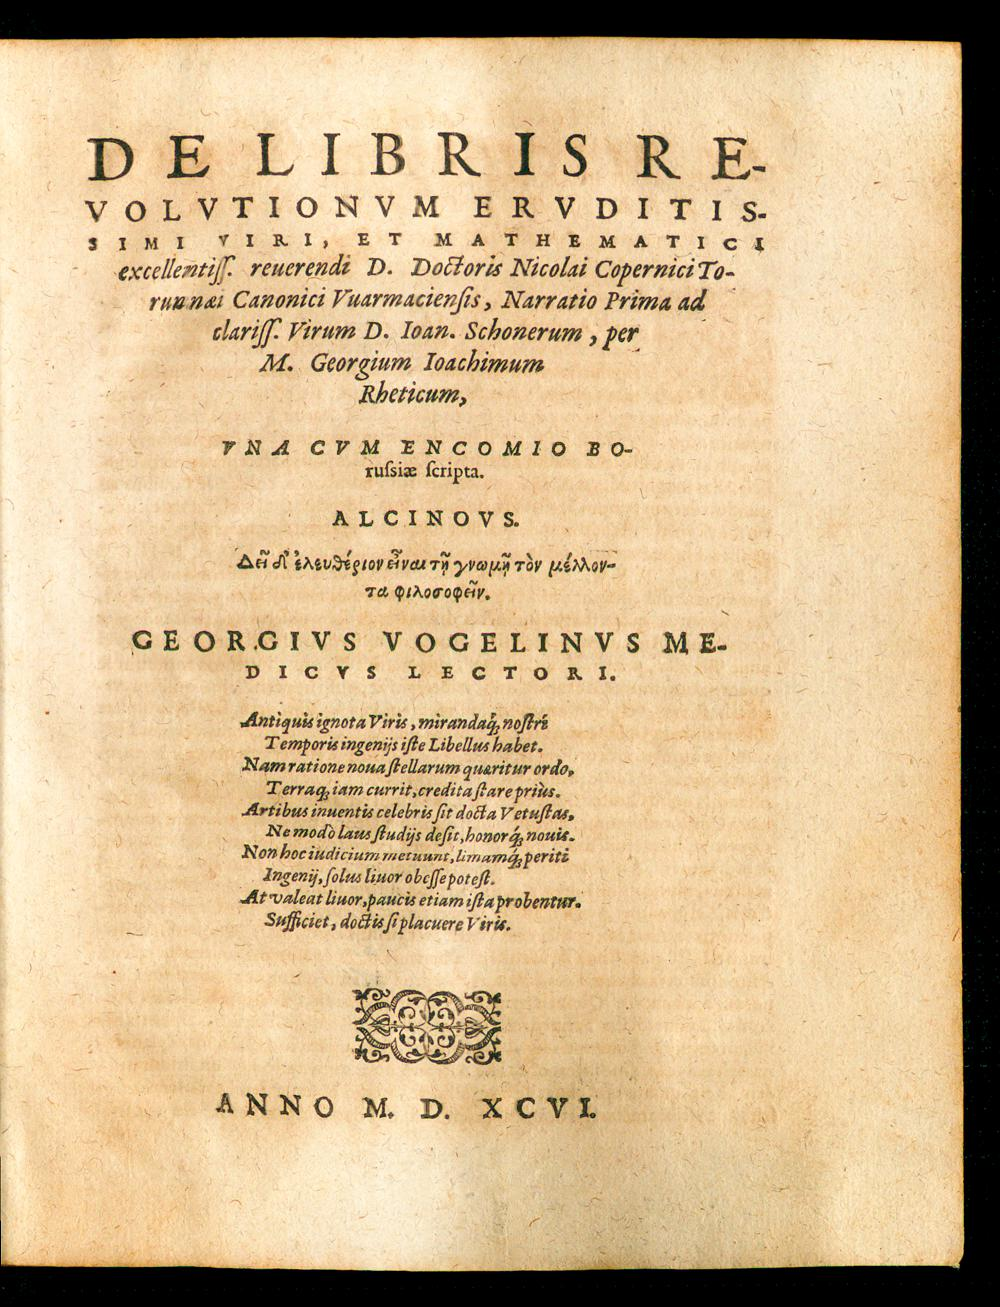 DE LIBRIS RE-
VOLVTIONVM ERVDITIS-
SIMI VIRI, ET MATHEMATICI
excellentiſſ. reuerendi D. Doctoris Nicolai Copernici To-
runnæi Canonici Vuarmacienſis, Narratio Prima ad
clariſſ. Virum D. Ioan. Schonerum, per
M. Georgium Ioachimum
Rheticum,
VNA CVM ENCOMIO BO-
ruſsiæ ſcripta.
ALCINOVS.
Δεῖ δ' ἐλευθέριον εἶναι τῇ γνωμῇ τὸν μέλλον-
τα φιλοσοφεῖν.
GEORGIVS VOGELINVS ME-
DICVS LECTORI.
Antiquis ignota Viris, mirandaq́; noſtri
Temporis ingenijs iſte Libellus habet.
Nam ratione noua ſtellarum quæritur ordo,
Terraq; iam currit, credita ſtare priùs.
Artibus inuentis celebris ſit docta Vetuſtas,
Ne modò laus ſtudijs deſit, honorq́; nouis.
Non hoc iudicium metuunt, limamq́; periti
Ingenij, ſolus liuor obeſſe poteſt.
At valeat liuor, paucis etiam iſta probentur.
Sufficiet, doctis ſi placuere Viris.
ANNO M. D. XCVI.